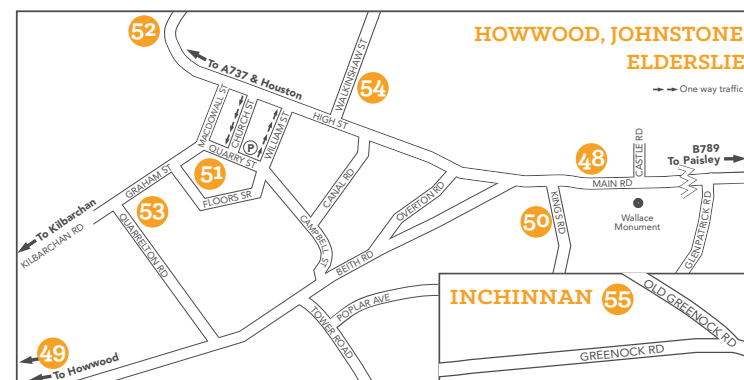 52
HOWWOOD, JOHNSTONE
ELDERSLIE
One way traffic
To A737 & Houston
WALKINSHAW ST
54
HIGH ST
MACDOWALL ST
CHURCH ST
WILLIAM ST
P
QUARRY ST
51
FLOORS SR
GRAHAM ST
53
To Kilbarchan
KILBARCHAN RD
QUARRELTON RD
CANAL RD
CAMPBELL ST
OVERTON RD
BEITH RD
48
CASTLE RD
MAIN RD
B789
To Paisley
50
KINGS RD
Wallace
Monument
GLENPATRICK RD
POPLAR AVE
TOWER ROAD
49
To Howwood
INCHINNAN 55
OLD GREENOCK RD
GREENOCK RD